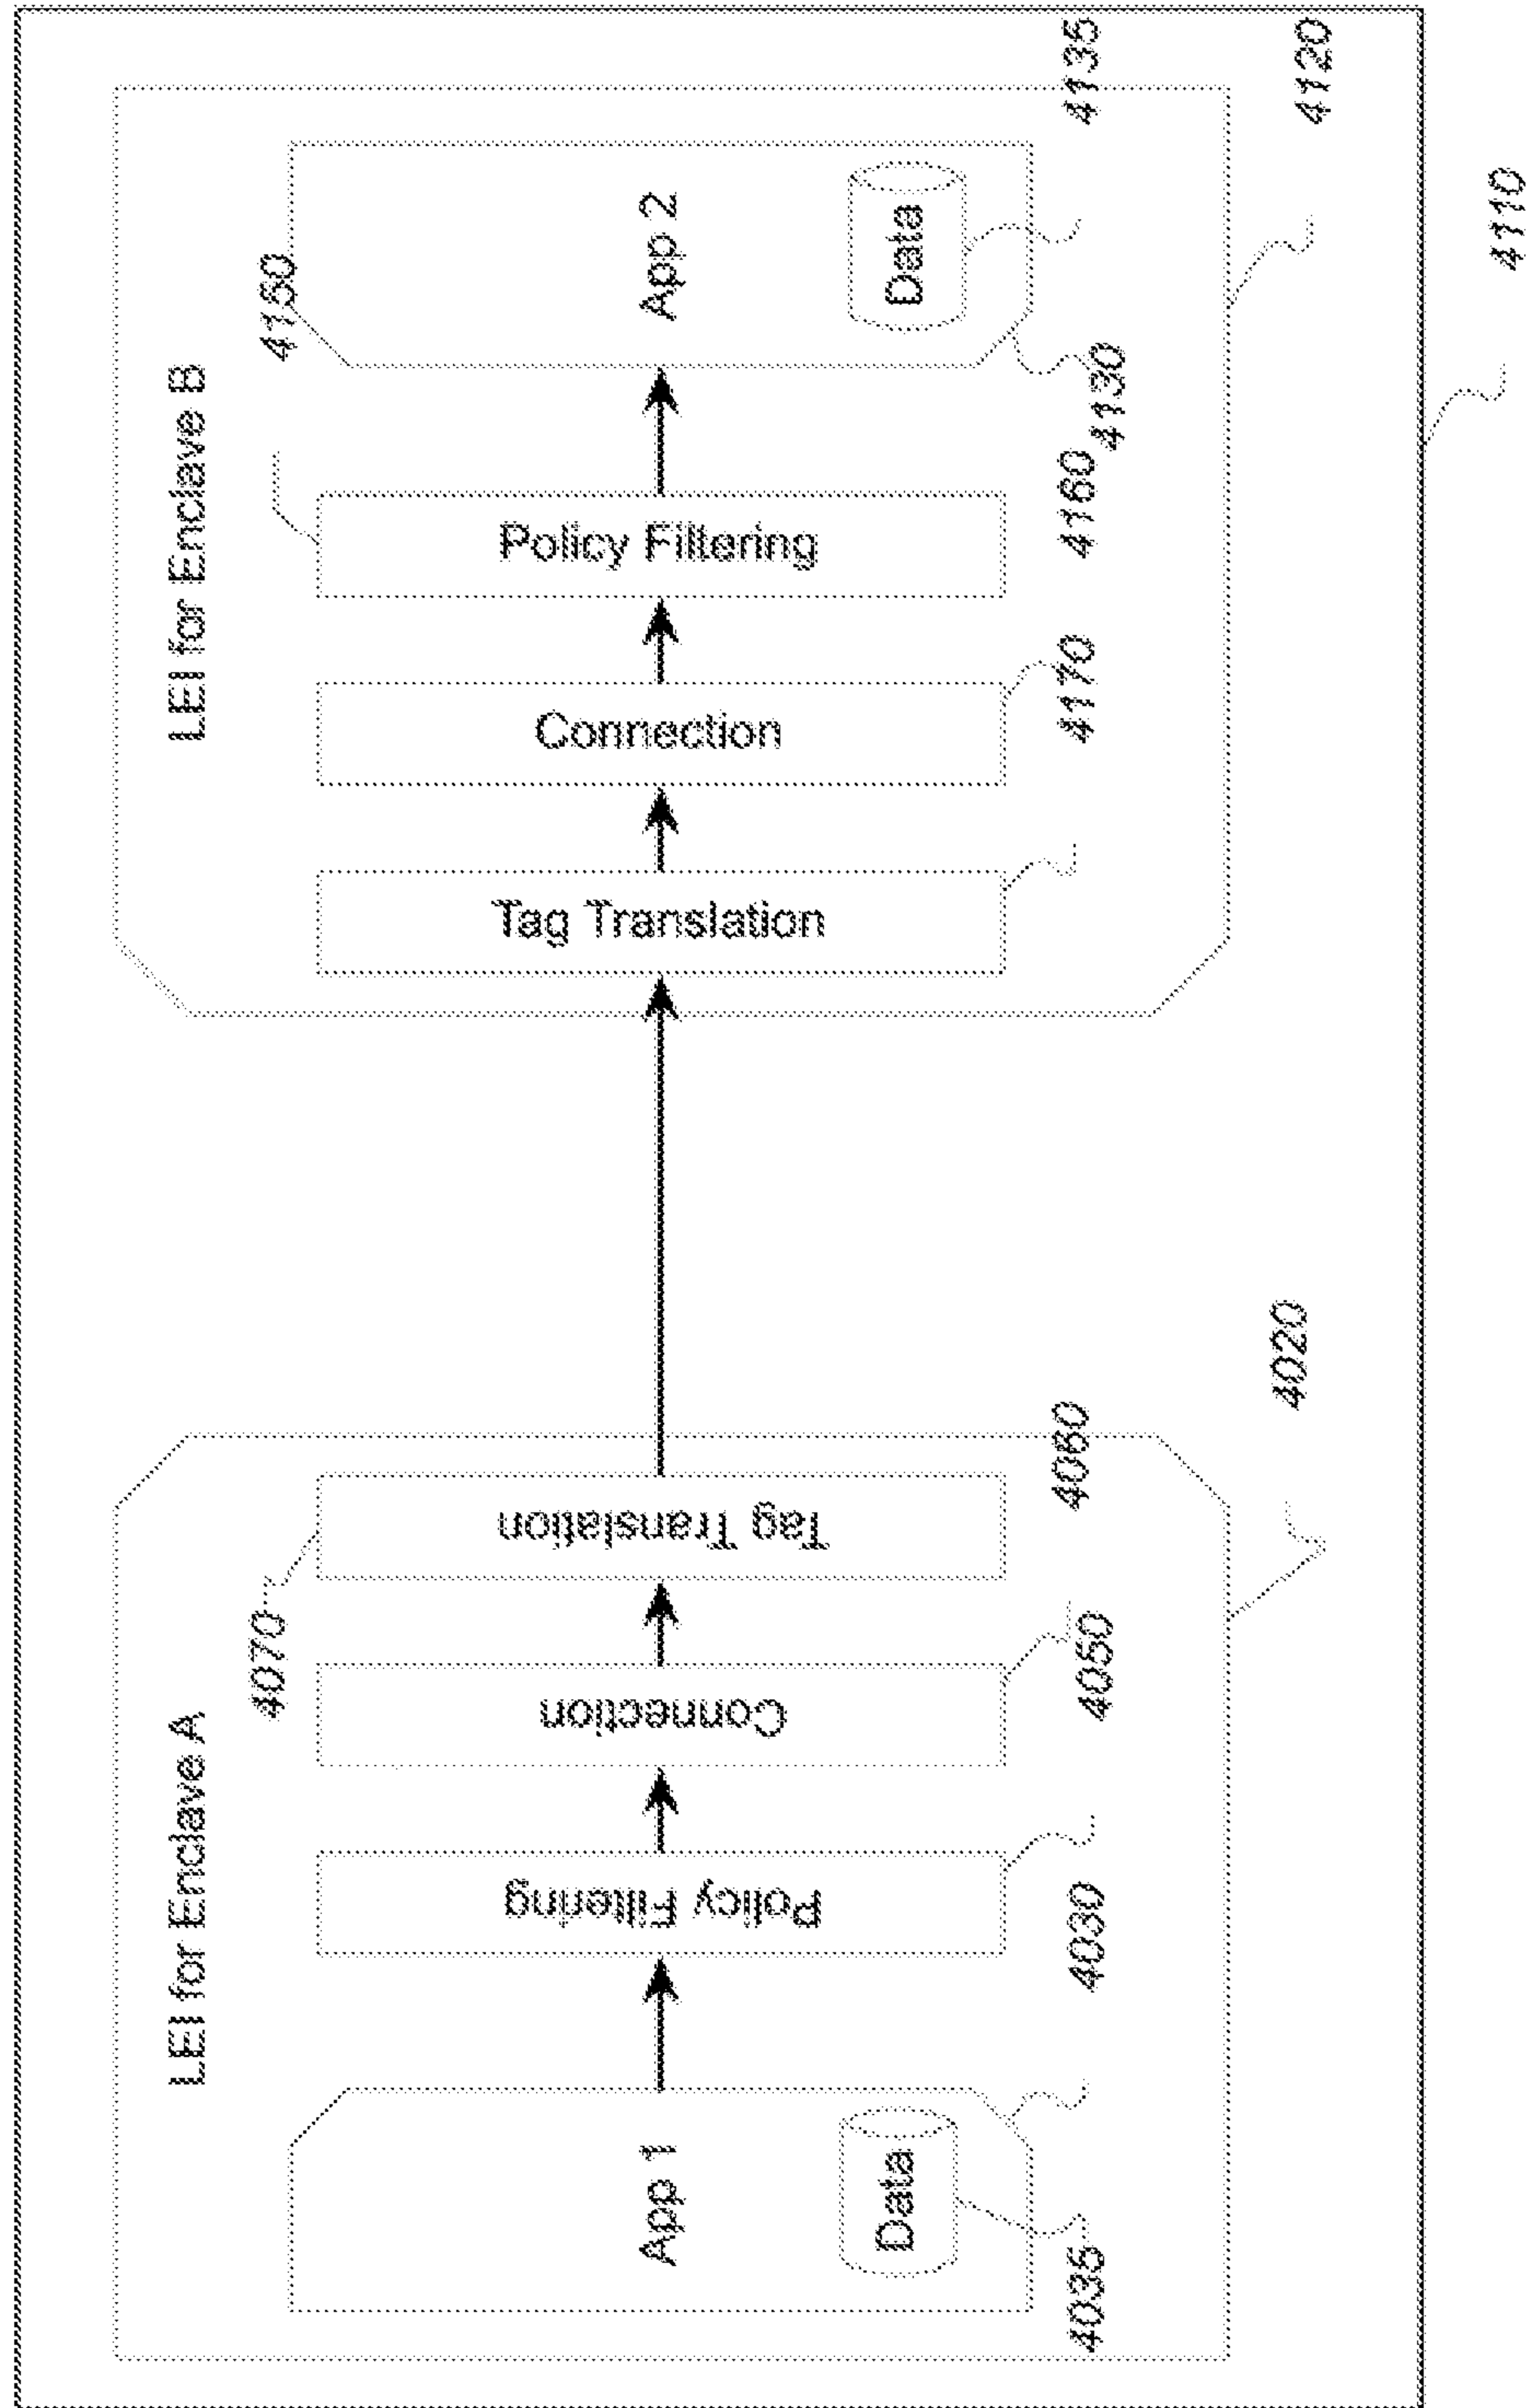 LEI for Enclave A
LEI for Enclave B
4070
4150
App 1
Policy Filtering
Connection
Tag Translation
Tag Translation
Connection
Policy Filtering
App 2
Data
Data
4035
4030
4050
4060
4170
4160
4130
4135
4020
4120
4110